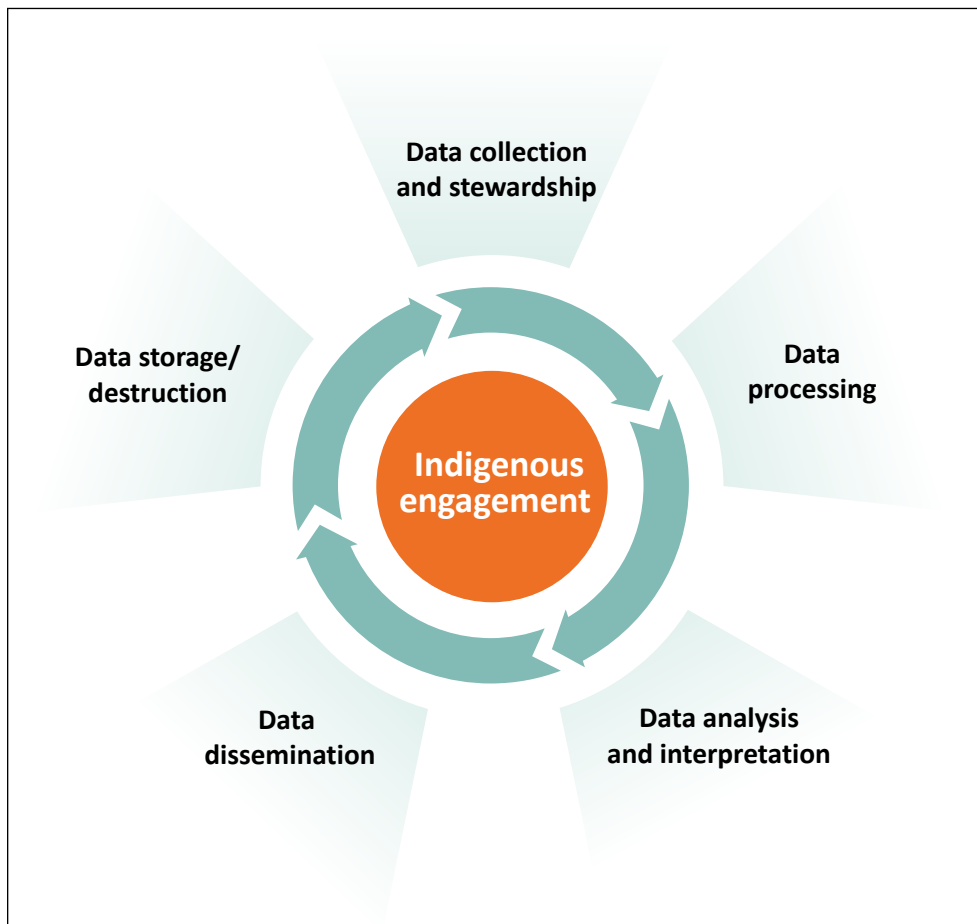 Data collection
and stewardship
Data
processing
Data analysis
and interpretation
Data
dissemination
Data storage/
destruction
Indigenous
engagement